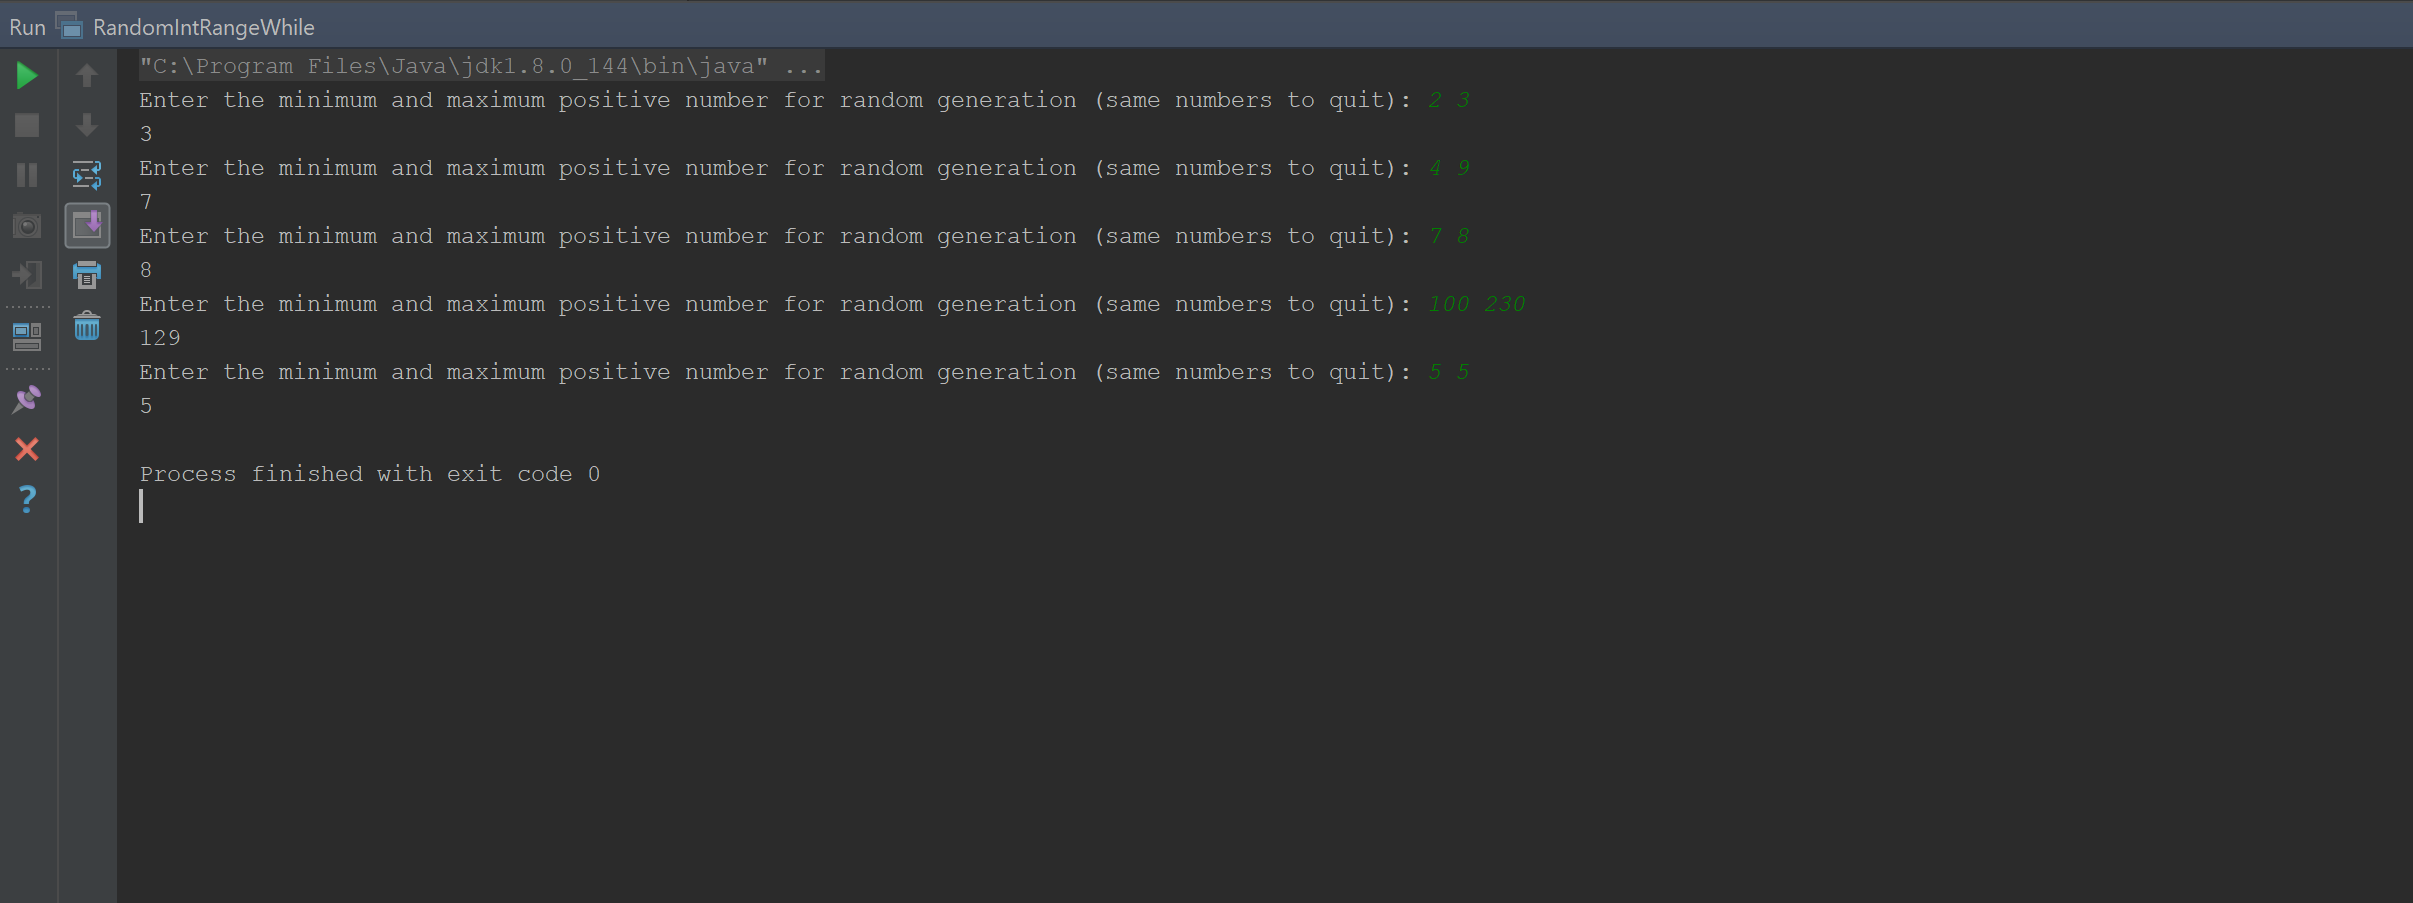 Run RandomIntRangeWhile
"C:\Program Files\Java\jdk1.8.0_144\bin\java" ...
Enter the minimum and maximum positive number for random generation (same numbers to quit): 2 3
3
Enter the minimum and maximum positive number for random generation (same numbers to quit): 4 9
7
Enter the minimum and maximum positive number for random generation (same numbers to quit): 7 8
8
Enter the minimum and maximum positive number for random generation (same numbers to quit): 100 230
129
Enter the minimum and maximum positive number for random generation (same numbers to quit): 5 5
5
Process finished with exit code 0